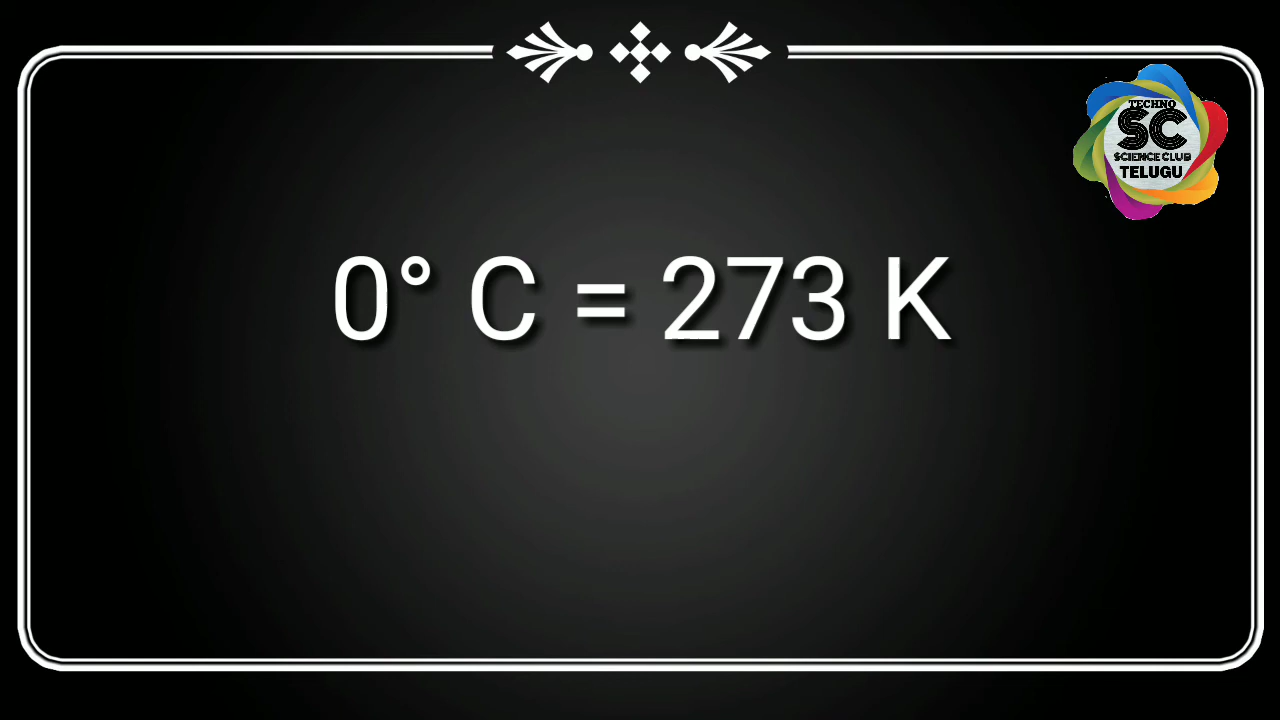 TECHNO
SC
SCIENCE CLUB
TELUGU
0° C = 273 K